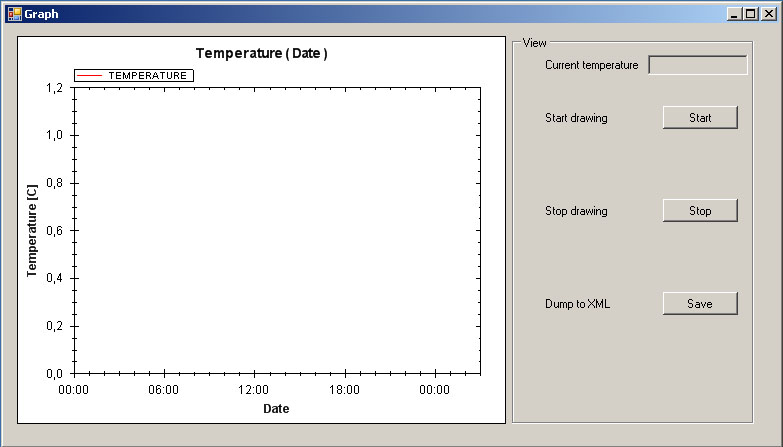 Graph
Temperature ( Date )
TEMPERATURE
1,2
1,0
0,8
0,6
0,4
0,2
0,0
Temperature [C]
00:00 06:00 12:00 18:00 00:00
Date
View
Current temperature
Start drawing Start
Stop drawing Stop
Dump to XML Save